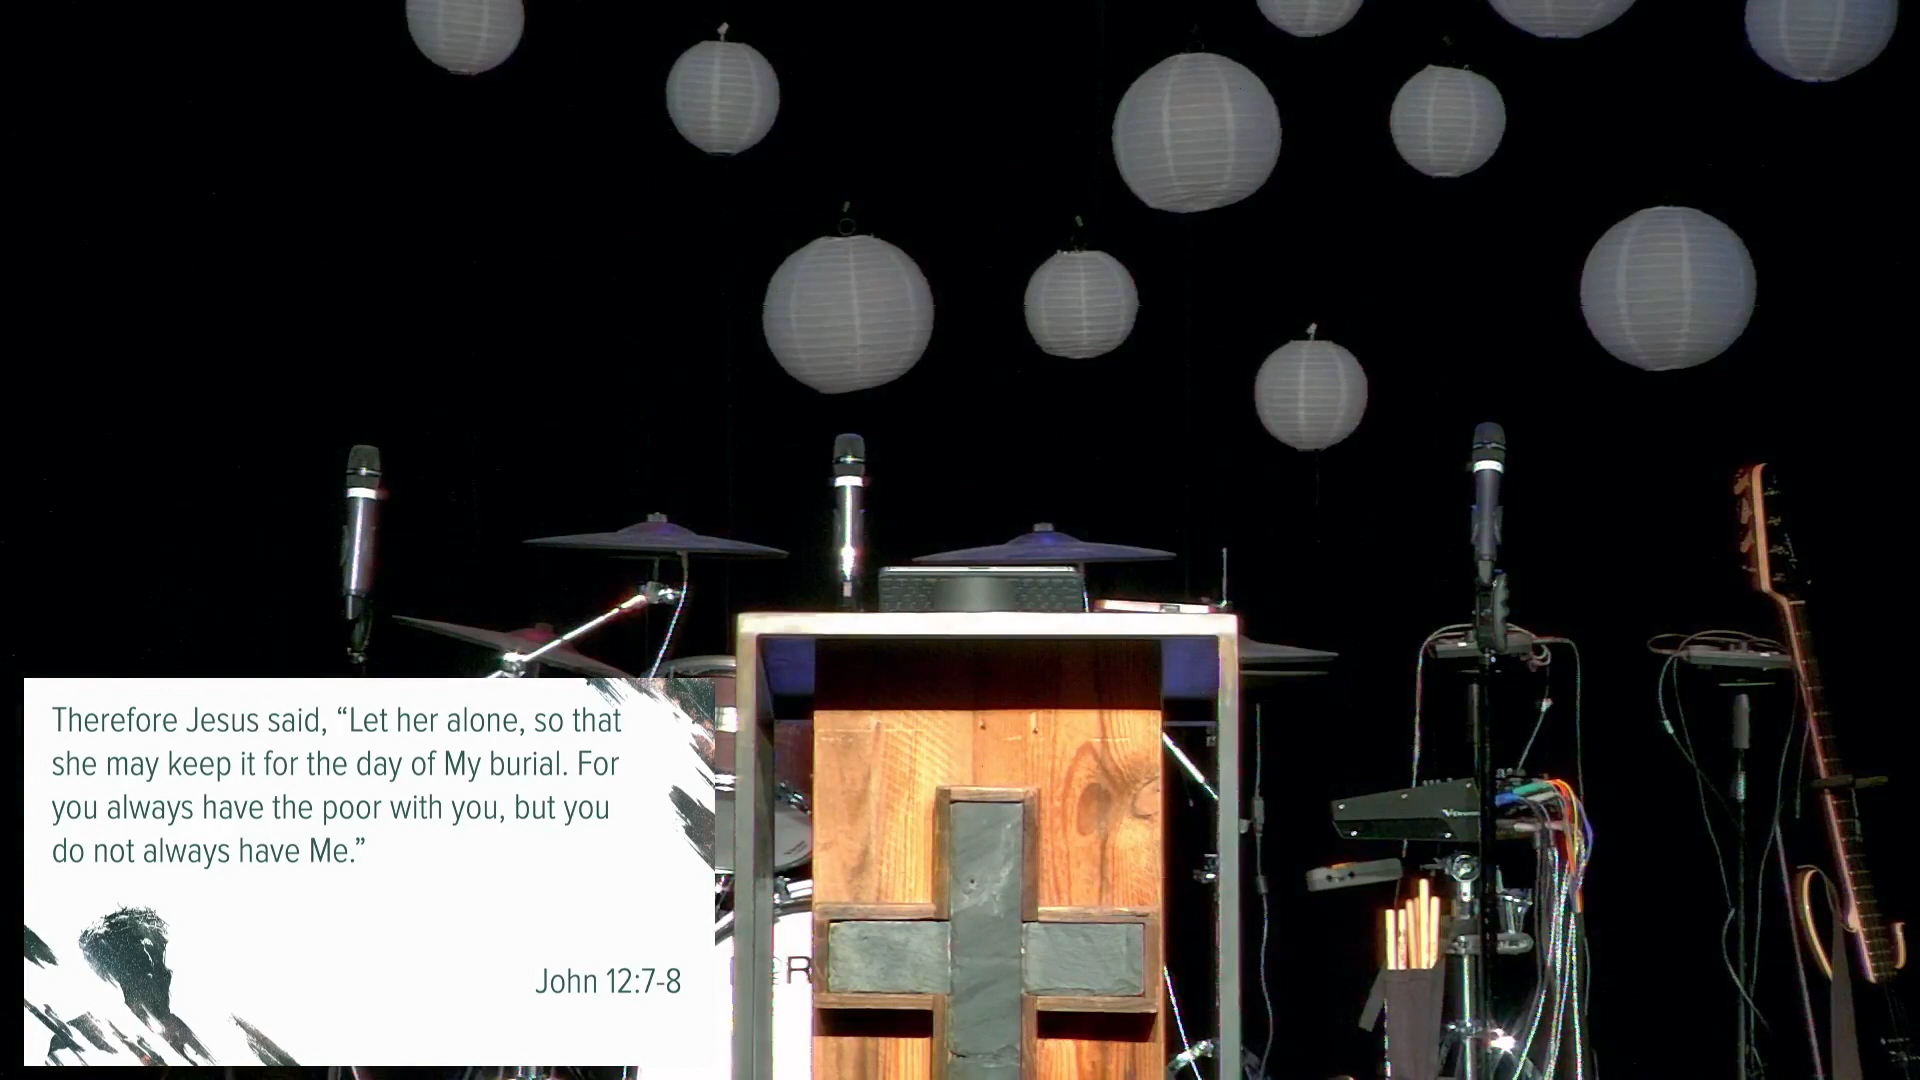 Therefore Jesus said, “Let her alone, so that
she may keep it for the day of My burial. For
you always have the poor with you, but you
do not always have Me.”
John 12:7-8